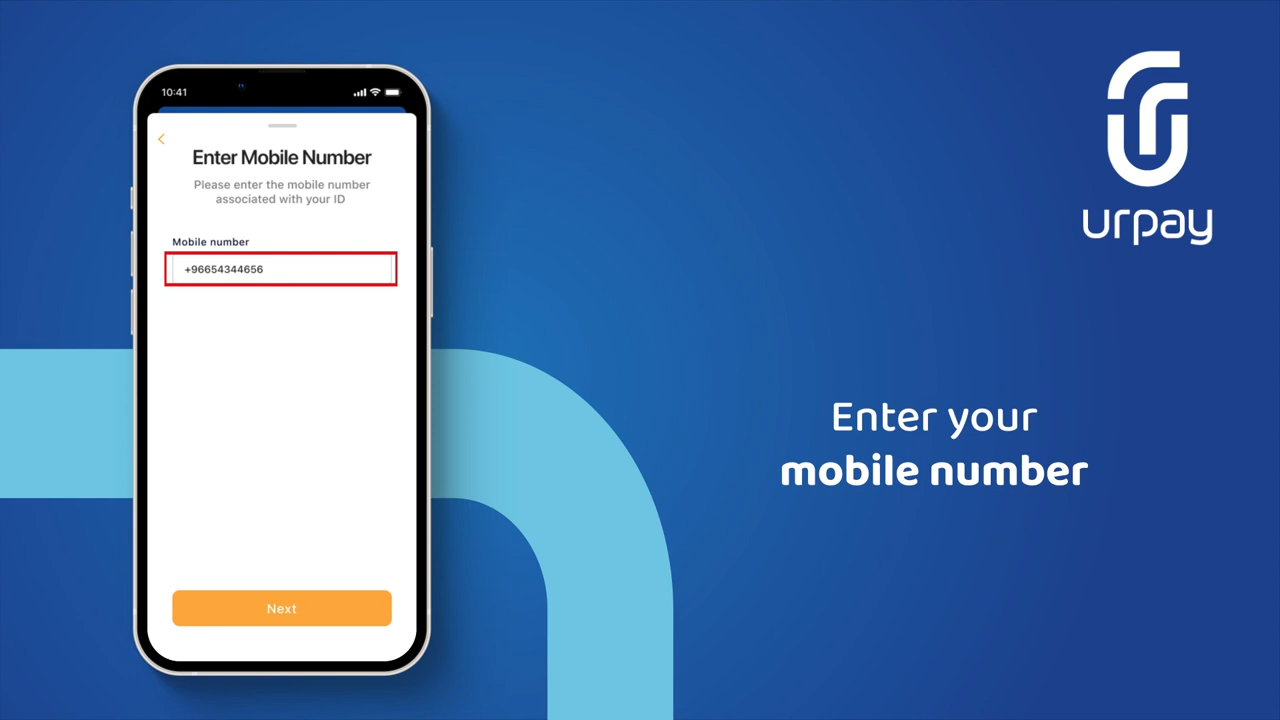 10:41
Enter Mobile Number
Please enter the mobile number
associated with your ID
Mobile number
+96654344656
Next
urpay
Enter your
mobile number